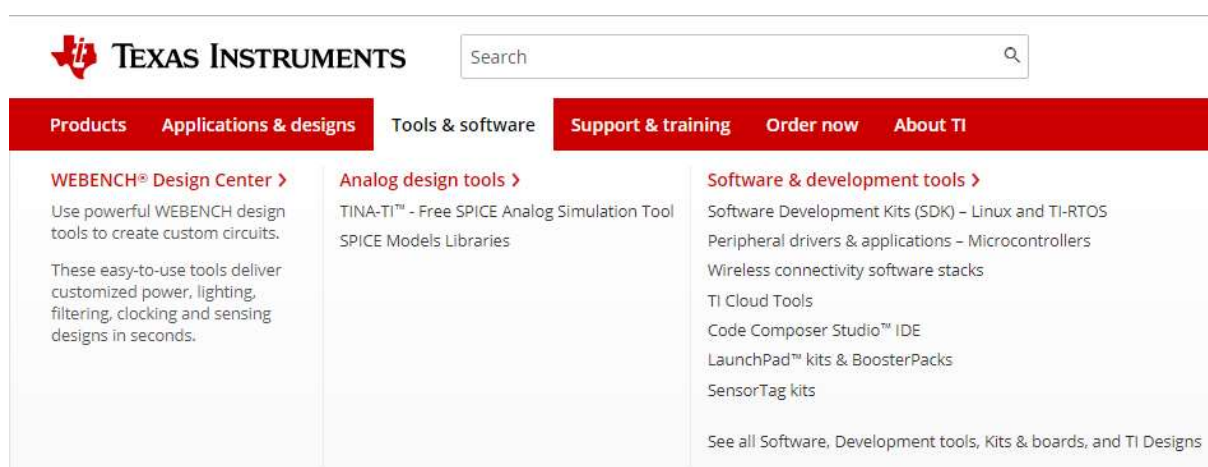 TEXAS INSTRUMENTS
Search
Products Applications & designs Tools & software Support & training Order now About TI
WEBENCH® Design Center >
Use powerful WEBENCH design
tools to create custom circuits.
These easy-to-use tools deliver
customized power, lighting,
filtering, clocking and sensing
designs in seconds.
Analog design tools >
TINA-TI™ - Free SPICE Analog Simulation Tool
SPICE Models Libraries
Software & development tools >
Software Development Kits (SDK) – Linux and TI-RTOS
Peripheral drivers & applications – Microcontrollers
Wireless connectivity software stacks
TI Cloud Tools
Code Composer Studio™ IDE
LaunchPad™ kits & BoosterPacks
SensorTag kits
See all Software, Development tools, Kits & boards, and TI Designs